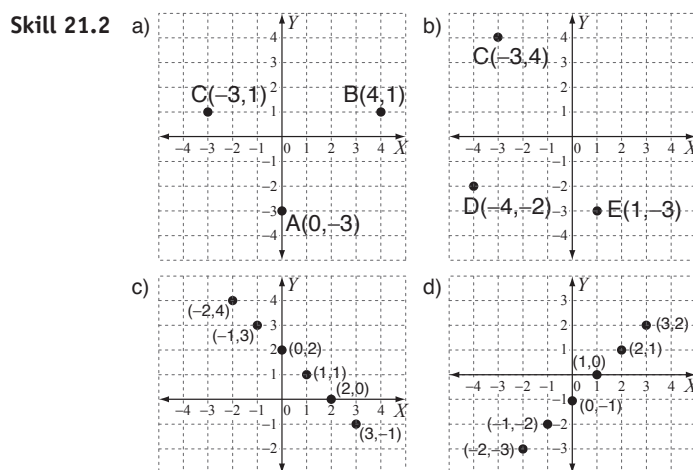 Skill 21.2
a)
Y
4
3
2
1
C(–3,1)
B(4,1)
–4 –3 –2 –1 0 1 2 3 4 X
–1
–2
–3
–4
A(0,–3)
b)
Y
4
3
2
1
C(–3,4)
–4 –3 –2 –1 0 1 2 3 4 X
–1
–2
–3
–4
D(–4,–2)
E(1,–3)
c)
Y
4
3
2
1
(–2,4)
(–1,3)
(0,2)
(1,1)
(2,0)
–4 –3 –2 –1 0 1 2 3 4 X
–1
–2
(3,–1)
d)
Y
3
2
1
(3,2)
(2,1)
(1,0)
–4 –3 –2 –1 0 1 2 3 4 X
–1
–2
–3
(0,–1)
(–1,–2)
(–2,–3)